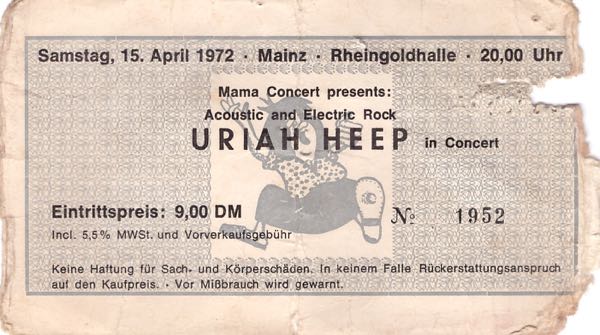 Samstag, 15. April 1972 · Mainz · Rheingoldhalle · 20,00 Uhr
Mama Concert presents:
Acoustic and Electric Rock
URIAH HEEP in Concert
Eintrittspreis: 9,00 DM
No 1952
Incl. 5,5% MWSt. und Vorverkaufsgebühr
Keine Haftung für Sach- und Körperschäden. In keinem Falle Rückerstattungsanspruch
auf den Kaufpreis. · Vor Mißbrauch wird gewarnt.